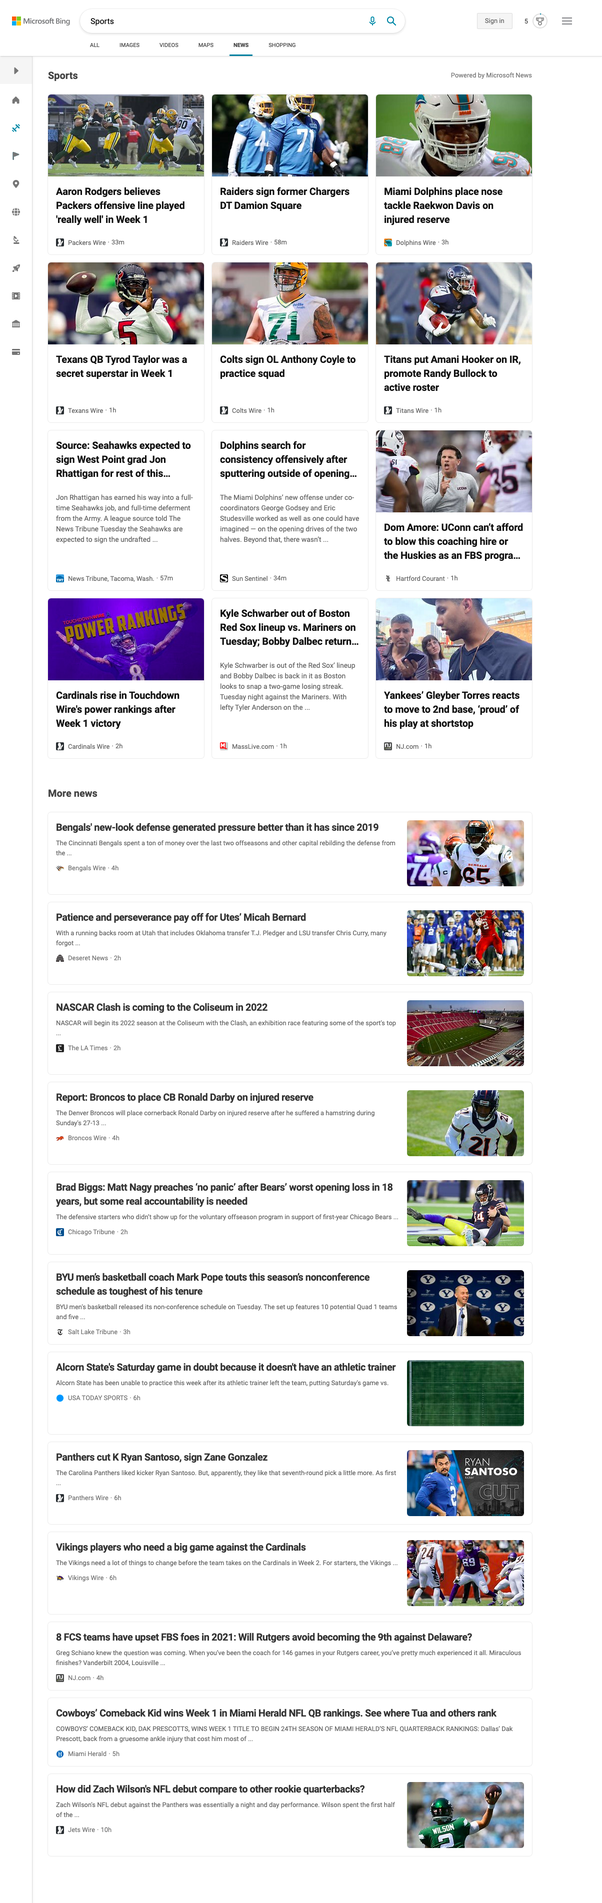 Microsoft Bing
Sports
Sign in
5
ALL
IMAGES
VIDEOS
MAPS
NEWS
SHOPPING
Sports
Powered by Microsoft News
Aaron Rodgers believes
Packers offensive line played
'really well' in Week 1
Packers Wire · 33m
Raiders sign former Chargers
DT Damion Square
Raiders Wire · 58m
Miami Dolphins place nose
tackle Raekwon Davis on
injured reserve
Dolphins Wire · 3h
Texans QB Tyrod Taylor was a
secret superstar in Week 1
Texans Wire · 1h
Colts sign OL Anthony Coyle to
practice squad
Colts Wire · 1h
Titans put Amani Hooker on IR,
promote Randy Bullock to
active roster
Titans Wire · 1h
Source: Seahawks expected to
sign West Point grad Jon
Rhattigan for rest of this...
Jon Rhattigan has earned his way into a full-
time Seahawks job, and full-time deferment
from the Army. A league source told The
News Tribune Tuesday the Seahawks are
expected to sign the undrafted ...
News Tribune, Tacoma, Wash. · 57m
Dolphins search for
consistency offensively after
sputtering outside of opening...
The Miami Dolphins' new offense under co-
coordinators George Godsey and Eric
Studesville worked as well as one could have
imagined — on the opening drives of the two
halves. Beyond that, there wasn't ...
Sun Sentinel · 34m
Dom Amore: UConn can't afford
to blow this coaching hire or
the Huskies as an FBS progra...
Hartford Courant · 1h
TOUCHDOWN WIRE
POWER RANKINGS
8
Cardinals rise in Touchdown
Wire's power rankings after
Week 1 victory
Cardinals Wire · 2h
Kyle Schwarber out of Boston
Red Sox lineup vs. Mariners on
Tuesday; Bobby Dalbec return...
Kyle Schwarber is out of the Red Sox' lineup
and Bobby Dalbec is back in it as Boston
looks to snap a two-game losing streak.
Tuesday night against the Mariners. With
lefty Tyler Anderson on the ...
MassLive.com · 1h
Yankees' Gleyber Torres reacts
to move to 2nd base, 'proud' of
his play at shortstop
NJ.com · 1h
More news
Bengals' new-look defense generated pressure better than it has since 2019
The Cincinnati Bengals spent a ton of money over the last two offseasons and other capital rebilding the defense from
the ...
Bengals Wire · 4h
Patience and perseverance pay off for Utes' Micah Bernard
With a running backs room at Utah that includes Oklahoma transfer T.J. Pledger and LSU transfer Chris Curry, many
forgot ...
Deseret News · 2h
NASCAR Clash is coming to the Coliseum in 2022
NASCAR will begin its 2022 season at the Coliseum with the Clash, an exhibition race featuring some of the sport's top
...
The LA Times · 2h
Report: Broncos to place CB Ronald Darby on injured reserve
The Denver Broncos will place cornerback Ronald Darby on injured reserve after he suffered a hamstring during
Sunday's 27-13 ...
Broncos Wire · 4h
21
Brad Biggs: Matt Nagy preaches 'no panic' after Bears' worst opening loss in 18
years, but some real accountability is needed
The defensive starters who didn't show up for the voluntary offseason program in support of first-year Chicago Bears ...
Chicago Tribune · 2h
BYU men's basketball coach Mark Pope touts this season's nonconference
schedule as toughest of his tenure
BYU men's basketball released its non-conference schedule on Tuesday. The set up features 10 potential Quad 1 teams
and five ...
Salt Lake Tribune · 3h
Alcorn State's Saturday game in doubt because it doesn't have an athletic trainer
Alcorn State has been unable to practice this week after its athletic trainer left the team, putting Saturday's game vs.
USA TODAY SPORTS · 6h
Panthers cut K Ryan Santoso, sign Zane Gonzalez
The Carolina Panthers liked kicker Ryan Santoso. But, apparently, they like that seventh-round pick a little more. As first
...
Panthers Wire · 6h
RYAN
SANTOSO
CUT
Vikings players who need a big game against the Cardinals
The Vikings need a lot of things to change before the team takes on the Cardinals in Week 2. For starters, the Vikings ...
Vikings Wire · 6h
8 FCS teams have upset FBS foes in 2021: Will Rutgers avoid becoming the 9th against Delaware?
Greg Schiano knew the question was coming. When you've been the coach for 146 games in your Rutgers career, you've pretty much experienced it all. Miraculous
finishes? Vanderbilt 2004, Louisville ...
NJ.com · 4h
Cowboys' Comeback Kid wins Week 1 in Miami Herald NFL QB rankings. See where Tua and others rank
COWBOYS' COMEBACK KID, DAK PRESCOTTS, WINS WEEK 1 TITLE TO BEGIN 24TH SEASON OF MIAMI HERALD'S NFL QUARTERBACK RANKINGS: Dallas' Dak
Prescott, back from a gruesome ankle injury that cost him most of ...
Miami Herald · 5h
How did Zach Wilson's NFL debut compare to other rookie quarterbacks?
Zach Wilson's NFL debut against the Panthers was essentially a night and day performance. Wilson spent the first half
of the ...
Jets Wire · 10h
WILSON
2